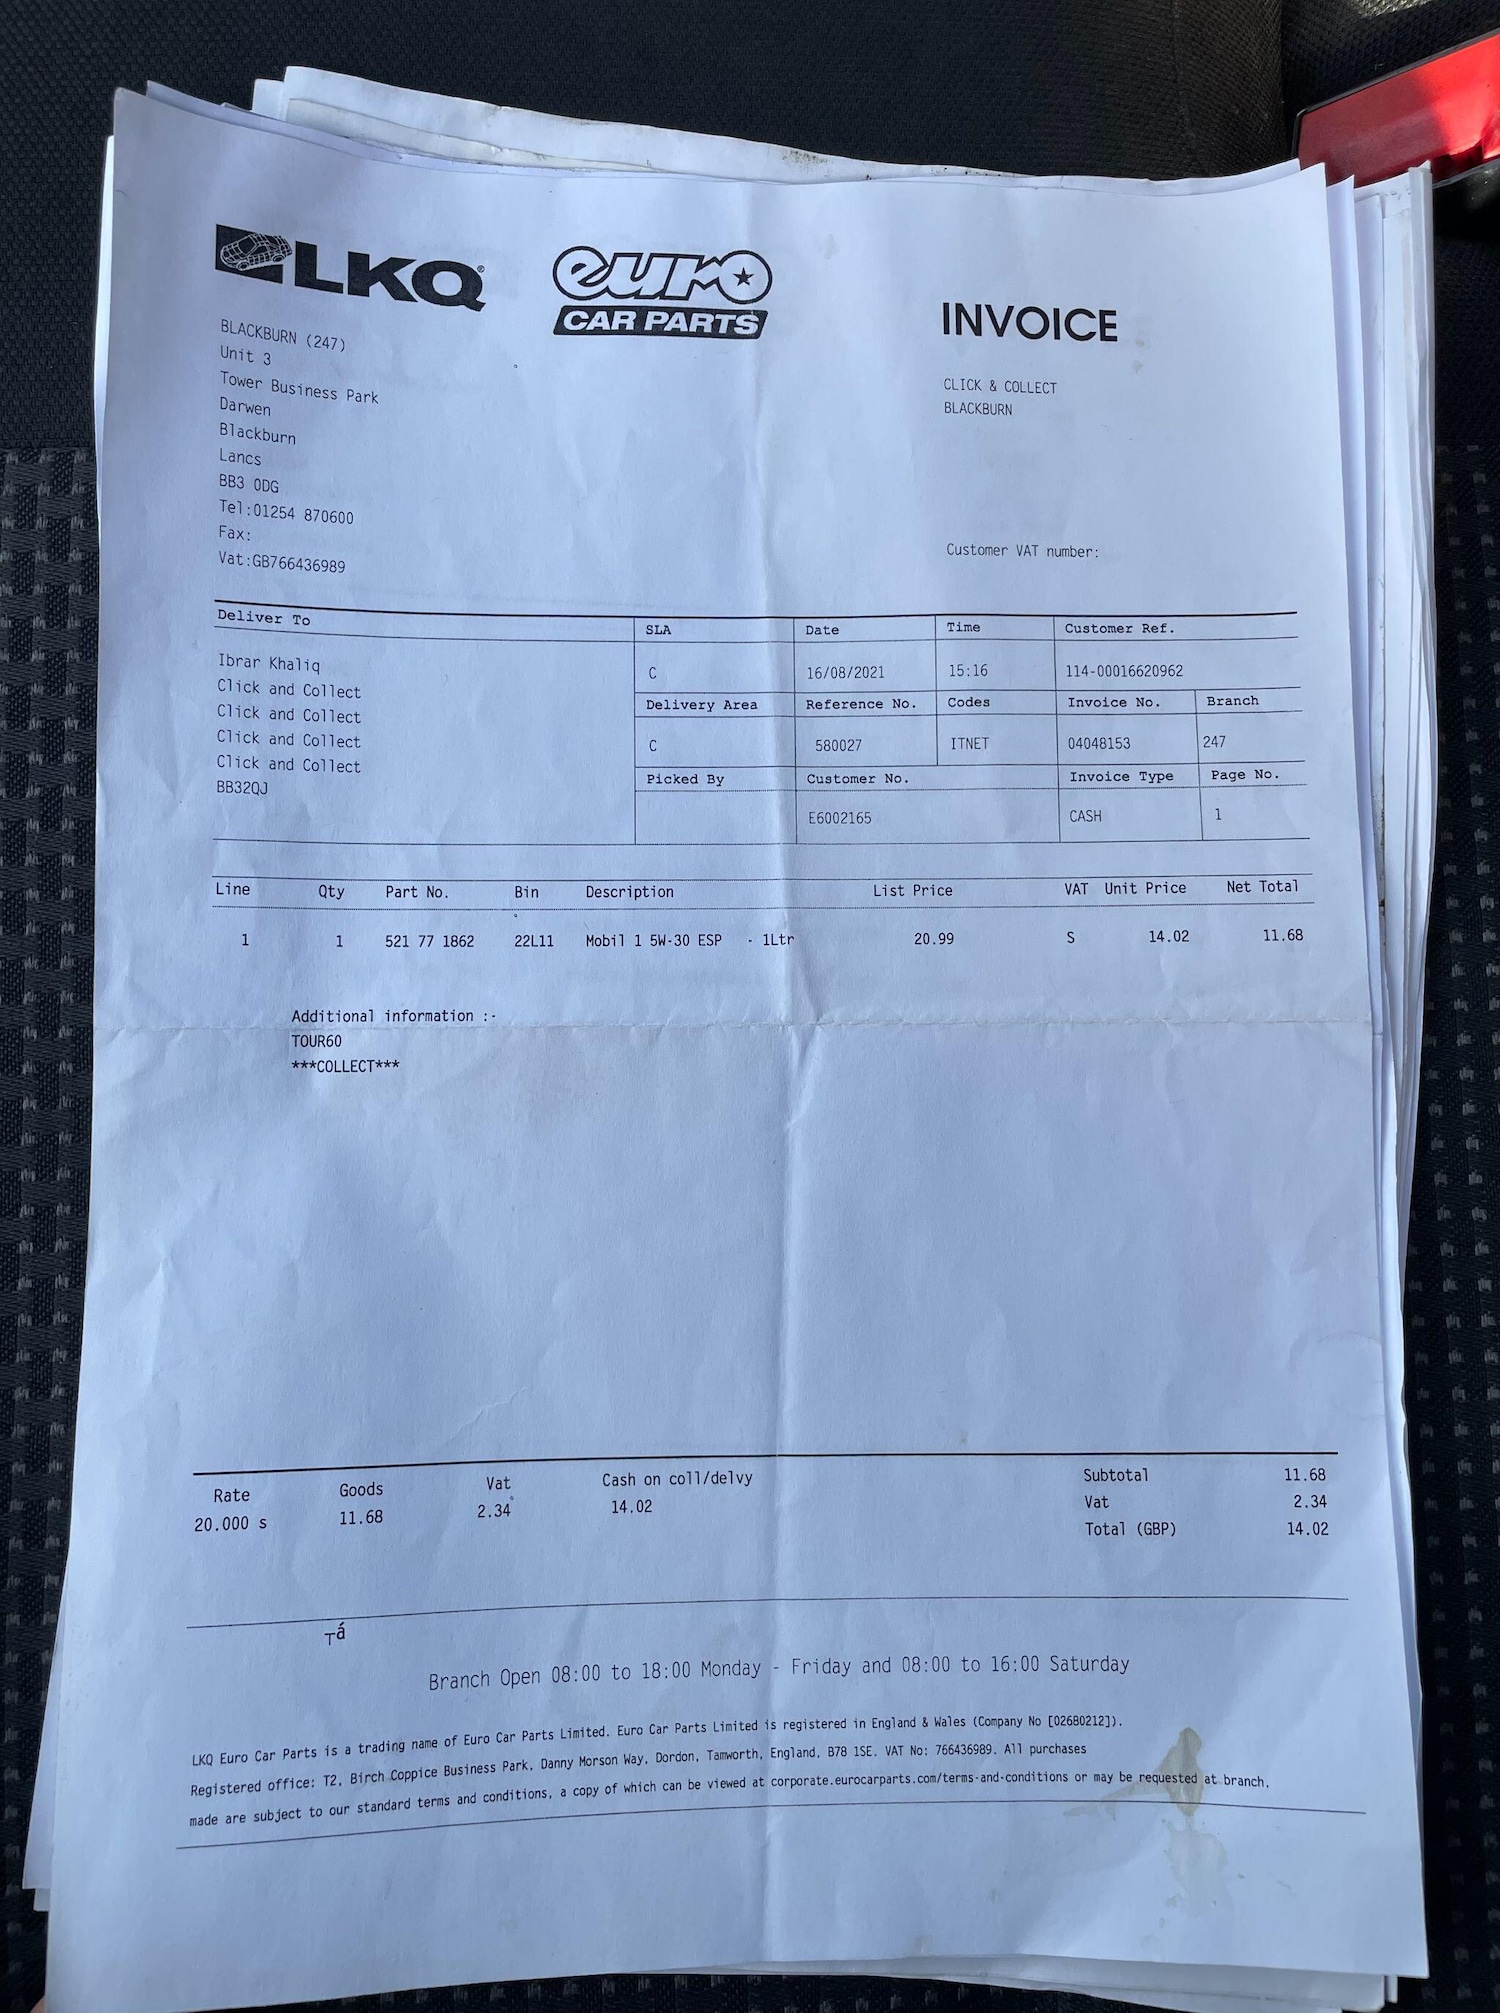 LKQ
euro
CAR PARTS
INVOICE
BLACKBURN (247)
Unit 3
Tower Business Park
Darwen
Blackburn
Lancs
BB3 0DG
Tel:01254 870600
Fax:
Vat:GB766436989
CLICK & COLLECT
BLACKBURN
Customer VAT number:
Deliver To
Ibrar Khaliq
Click and Collect
Click and Collect
Click and Collect
Click and Collect
BB32QJ
SLA Date Time Customer Ref.
C 16/08/2021 15:16 114-00016620962
Delivery Area Reference No. Codes Invoice No. Branch
C 580027 ITNET 04048153 247
Picked By Customer No. Invoice Type Page No.
E6002165 CASH 1
Line Qty Part No. Bin Description List Price VAT Unit Price Net Total
1 1 521 77 1862 22L11 Mobil 1 5W-30 ESP - 1Ltr 20.99 S 14.02 11.68
Additional information :-
TOUR60
***COLLECT***
Rate Goods Vat Cash on coll/delvy
20.000 s 11.68 2.34 14.02
Subtotal 11.68
Vat 2.34
Total (GBP) 14.02
Tá
Branch Open 08:00 to 18:00 Monday - Friday and 08:00 to 16:00 Saturday
LKQ Euro Car Parts is a trading name of Euro Car Parts Limited. Euro Car Parts Limited is registered in England & Wales (Company No [02680212]).
Registered office: T2, Birch Coppice Business Park, Danny Morson Way, Dordon, Tamworth, England, B78 1SE. VAT No: 766436989. All purchases
made are subject to our standard terms and conditions, a copy of which can be viewed at corporate.eurocarparts.com/terms-and-conditions or may be requested at branch.